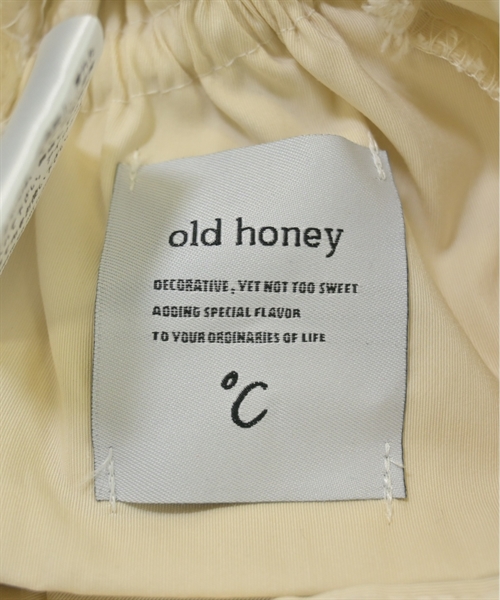 old honey
DECORATIVE, YET NOT TOO SWEET
ADDING SPECIAL FLAVOR
TO YOUR ORDINARIES OF LIFE
°C